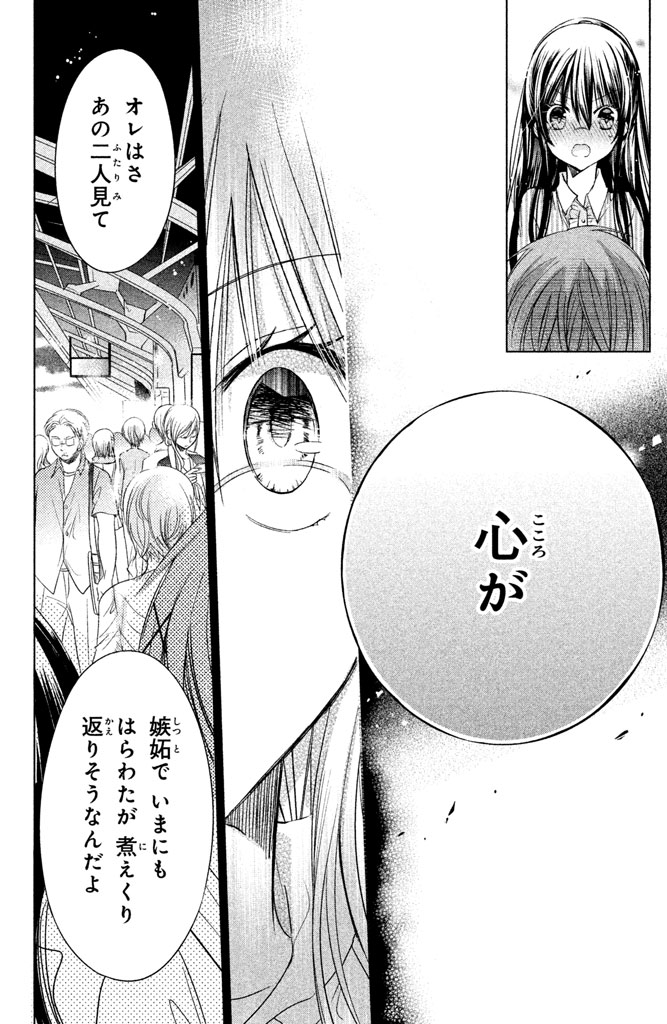 心が
オレはさ
あの二人見て
嫉妬で いまにも
はらわたが 煮えくり
返りそうなんだよ